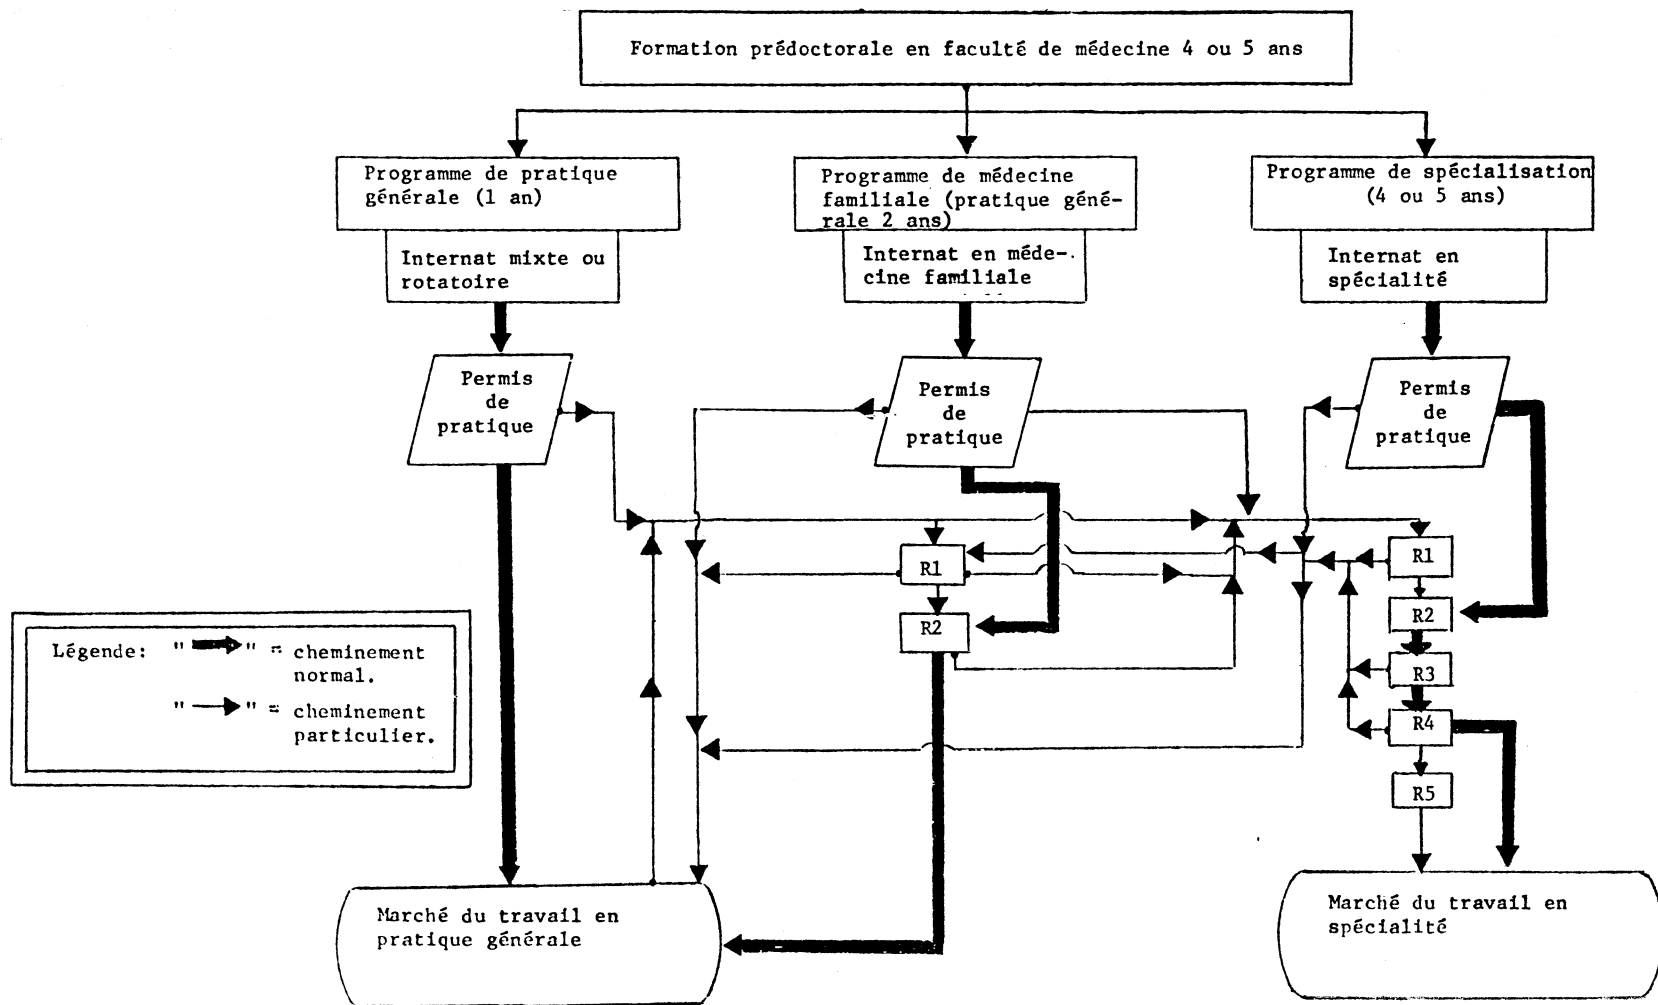 Formation prédoctorale en faculté de médecine 4 ou 5 ans
Programme de pratique
générale (1 an)
Programme de médecine
familiale (pratique géné-
rale 2 ans)
Programme de spécialisation
(4 ou 5 ans)
Internat mixte ou
rotatoire
Internat en méde-
cine familiale
Internat en
spécialité
Permis
de
pratique
Permis
de
pratique
Permis
de
pratique
R1
R2
R1
R2
R3
R4
R5
Légende: " " = cheminement
normal.
" " = cheminement
particulier.
Marché du travail en
pratique générale
Marché du travail en
spécialité